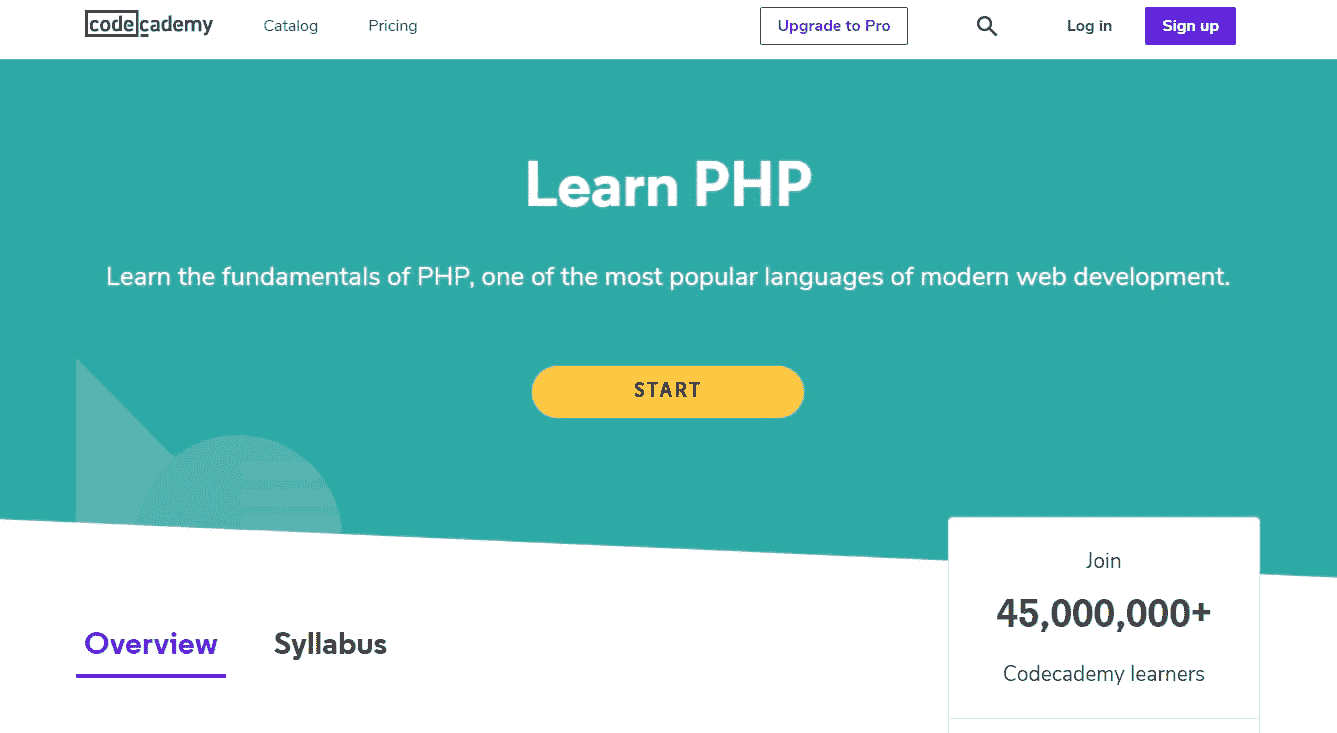 codecademy Catalog Pricing Upgrade to Pro Log in Sign up
Learn PHP
Learn the fundamentals of PHP, one of the most popular languages of modern web development.
START
Overview Syllabus
Join
45,000,000+
Codecademy learners